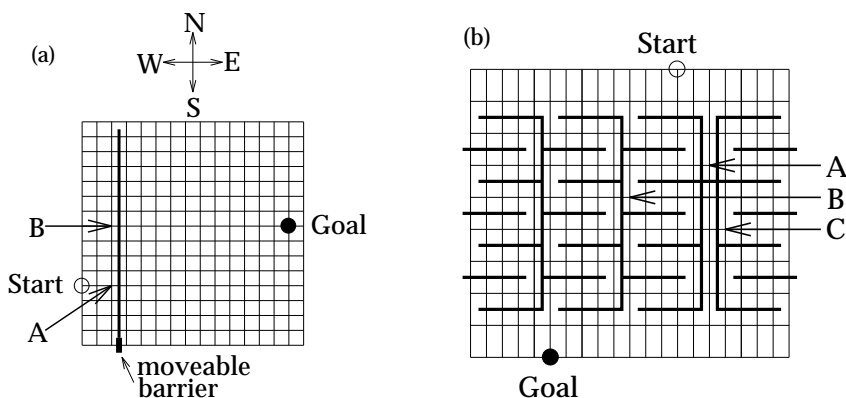 (a)
N
W E
S
B
Goal
Start
A
moveable
barrier
(b)
Start
A
B
C
Goal